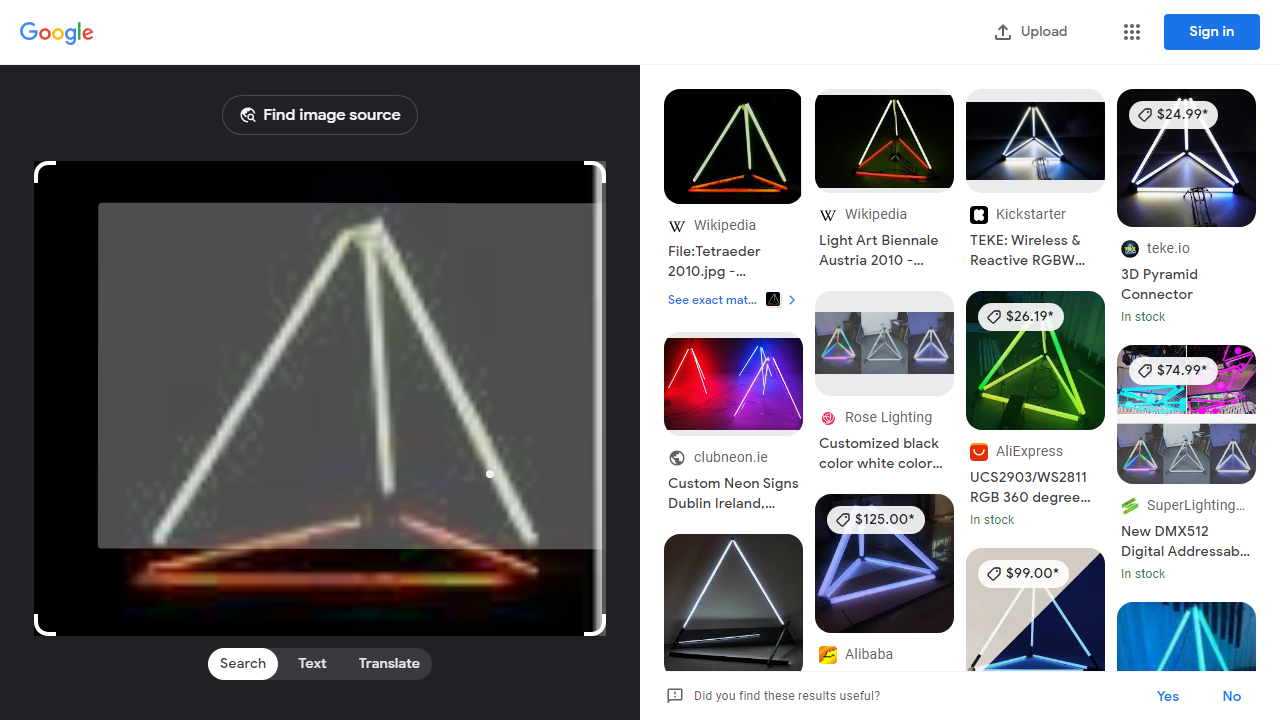 Google
Upload
Sign in
Find image source
Search
Text
Translate
Wikipedia
File:Tetraeder
2010.jpg -...
See exact mat...
clubneon.ie
Custom Neon Signs
Dublin Ireland,...
Wikipedia
Light Art Biennale
Austria 2010 -...
Rose Lighting
Customized black
color white color...
$125.00*
Alibaba
Kickstarter
TEKE: Wireless &
Reactive RGBW...
$26.19*
AliExpress
UCS2903/WS2811
RGB 360 degree...
In stock
$99.00*
$24.99*
teke.io
3D Pyramid
Connector
In stock
$74.99*
SuperLighting...
New DMX512
Digital Addressab...
In stock
Did you find these results useful?
Yes
No